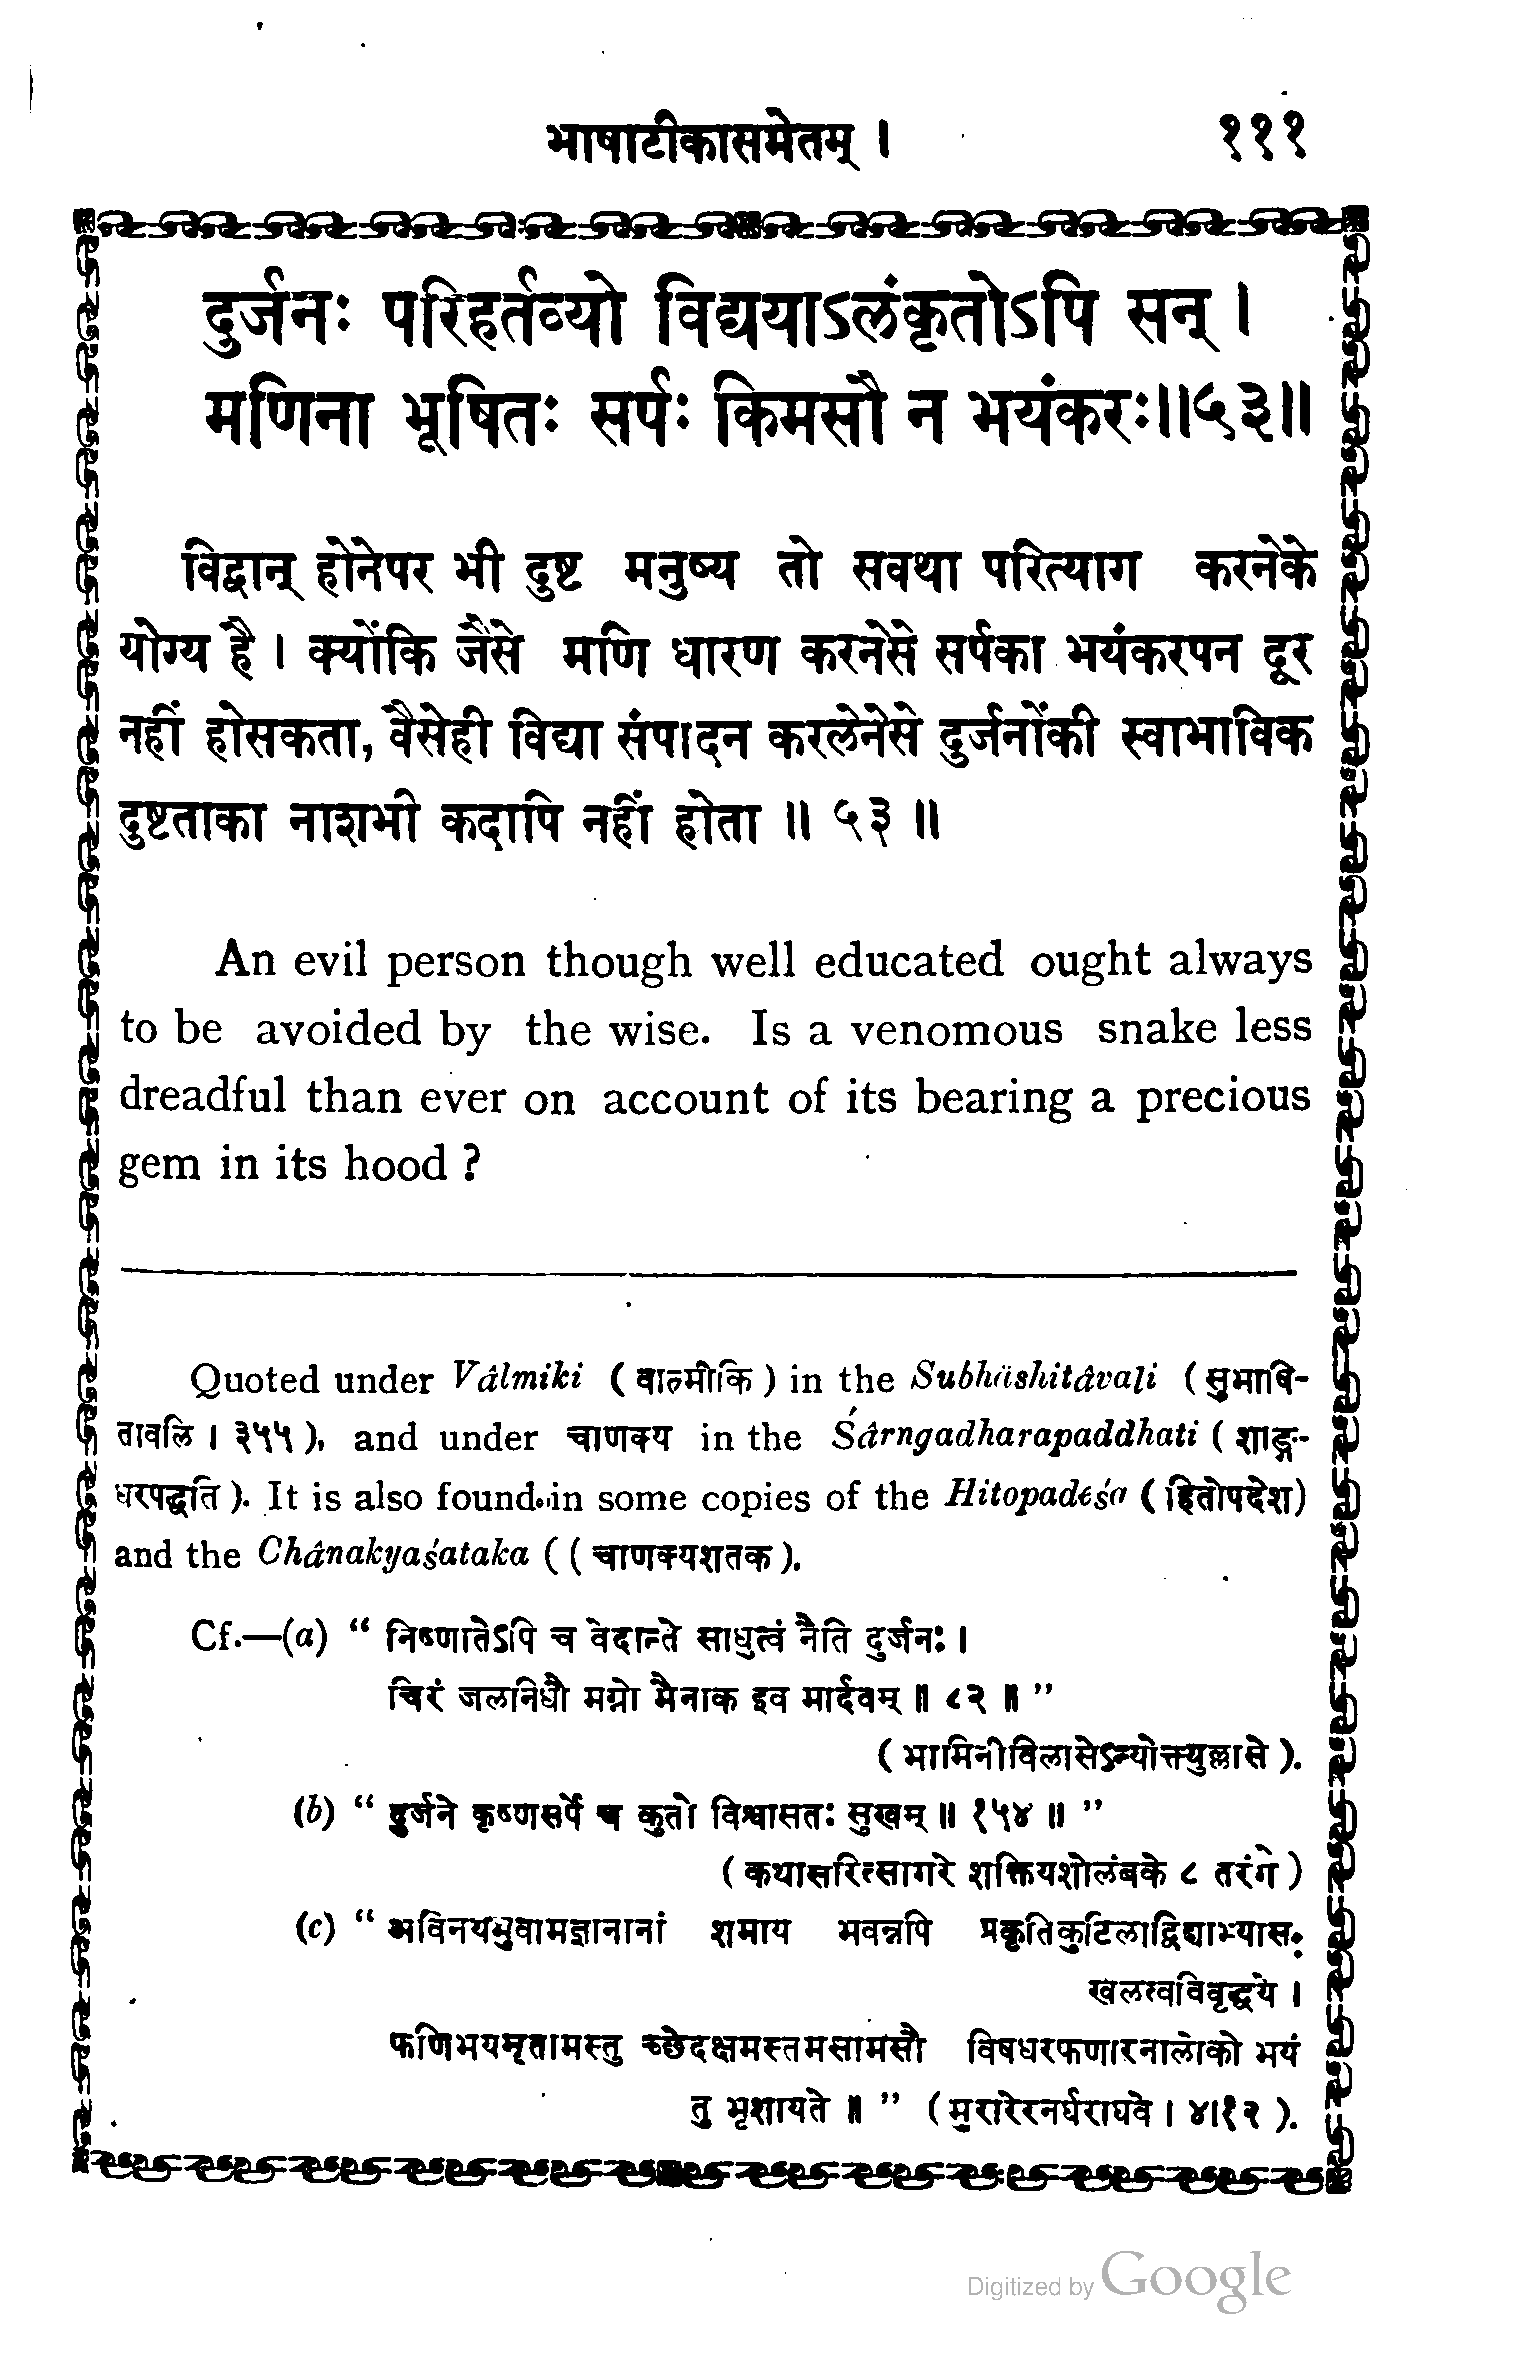 भाषाटीकासमेतम् । १११
दुर्जनः परिहर्तव्यो विद्ययाऽलंकृतोऽपि सन् ।
मणिना भूषितः सर्पः किमसौ न भयंकरः॥५३॥
विद्वान् होनेपर भी दुष्ट मनुष्य तो सवथा परित्याग करनेके
योग्य है । क्योंकि जैसे मणि धारण करनेसे सर्पका भयंकरपन दूर
नहीं होसकता, वैसेही विद्या संपादन करलेनेसे दुर्जनोंकी स्वाभाविक
दुष्टताका नाशभी कदापि नहीं होता ॥ ५३ ॥
An evil person though well educated ought always
to be avoided by the wise. Is a venomous snake less
dreadful than ever on account of its bearing a precious
gem in its hood ?
Quoted under Vâlmiki ( वाल्मीकि ) in the Subhâshitâvali ( सुभाषि-
तावलि । ३५५ ), and under चाणक्य in the Śârngadharapaddhati ( शार्ङ्ग-
धरपद्धति ). It is also found in some copies of the Hitopadeśa ( हितोपदेश)
and the Chânakyaśataka ( ( चाणक्यशतक ).
Cf.—(a) “ निष्णातेऽपि च वेदान्ते साधुत्वं नैति दुर्जनः ।
चिरं जलनिधौ मग्नो मैनाक इव मार्दवम् ॥ ८२ ॥ ”
( भामिनीविलासेऽन्योक्त्युल्लासे ).
(b) “ दुर्जने कृष्णसर्पे च कुतो विश्वासतः सुखम् ॥ १५४ ॥ ”
( कथासरित्सागरे शक्तियशोलंबके ८ तरंगे )
(c) “ अविनयभुवामज्ञानानां शमाय भवन्नपि प्रकृतिकुटिलाद्विद्याभ्यासः
खलत्वविवृद्धये ।
फणिभयभृतामस्तु च्छेदक्षमस्तमसामसौ विषधरफणारत्नालोको भयं
तु भृशायते ॥ ” ( मुरारेरनर्घराघवे । ४।१२ ).
Digitized by Google